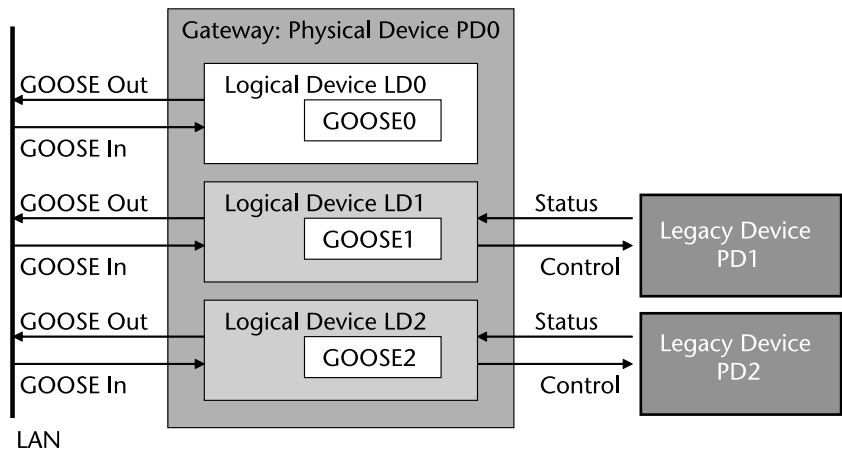 Gateway: Physical Device PD0
GOOSE Out
Logical Device LD0
GOOSE0
GOOSE In
GOOSE Out
Logical Device LD1
Status
GOOSE1
Legacy Device
PD1
GOOSE In
Control
GOOSE Out
Logical Device LD2
Status
GOOSE2
Legacy Device
PD2
GOOSE In
Control
LAN